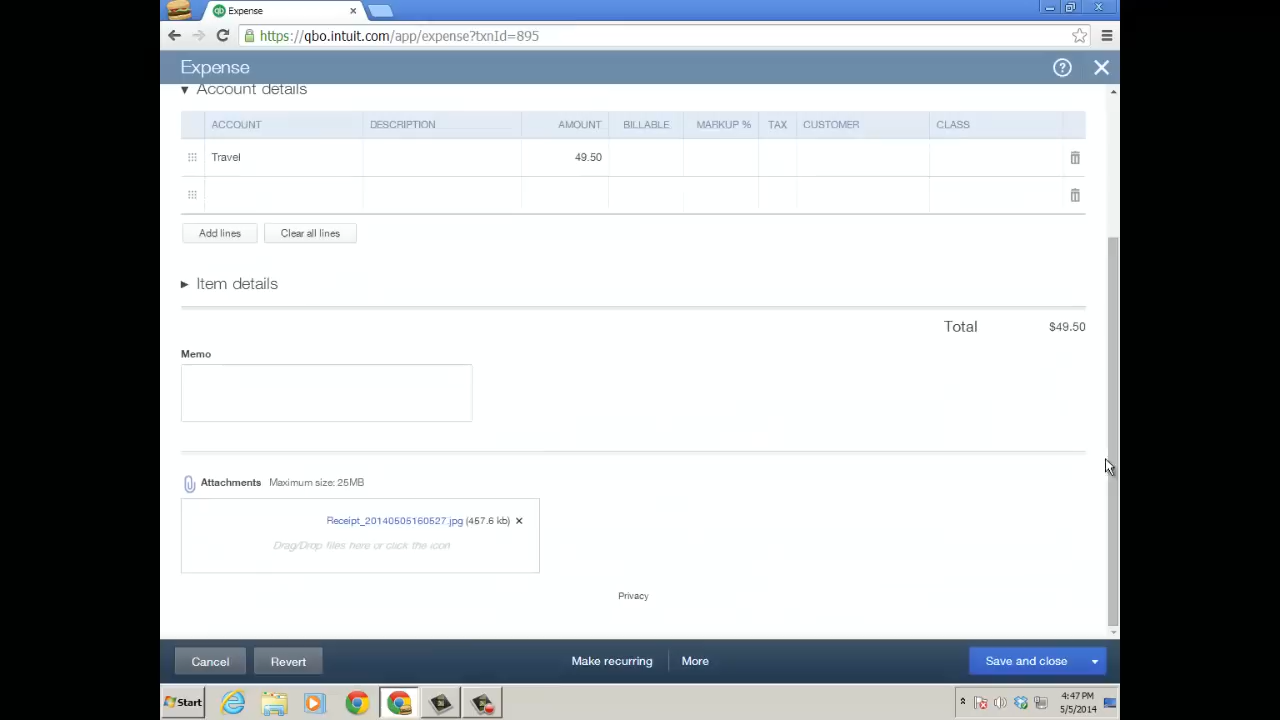 Expense
https://qbo.intuit.com/app/expense?txnId=895
Expense
Account details
ACCOUNT DESCRIPTION AMOUNT BILLABLE MARKUP % TAX CUSTOMER CLASS
Travel 49.50
Add lines Clear all lines
Item details
Total $49.50
Memo
Attachments Maximum size: 25MB
Receipt_20140505160527.jpg (457.6 kb)
Drag/Drop files here or click the icon
Privacy
Cancel Revert Make recurring More Save and close
Start 4:47 PM
5/5/2014